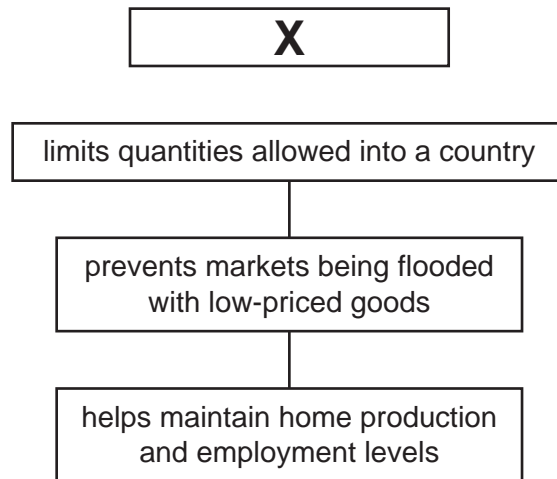 X
limits quantities allowed into a country
prevents markets being flooded
with low-priced goods
helps maintain home production
and employment levels